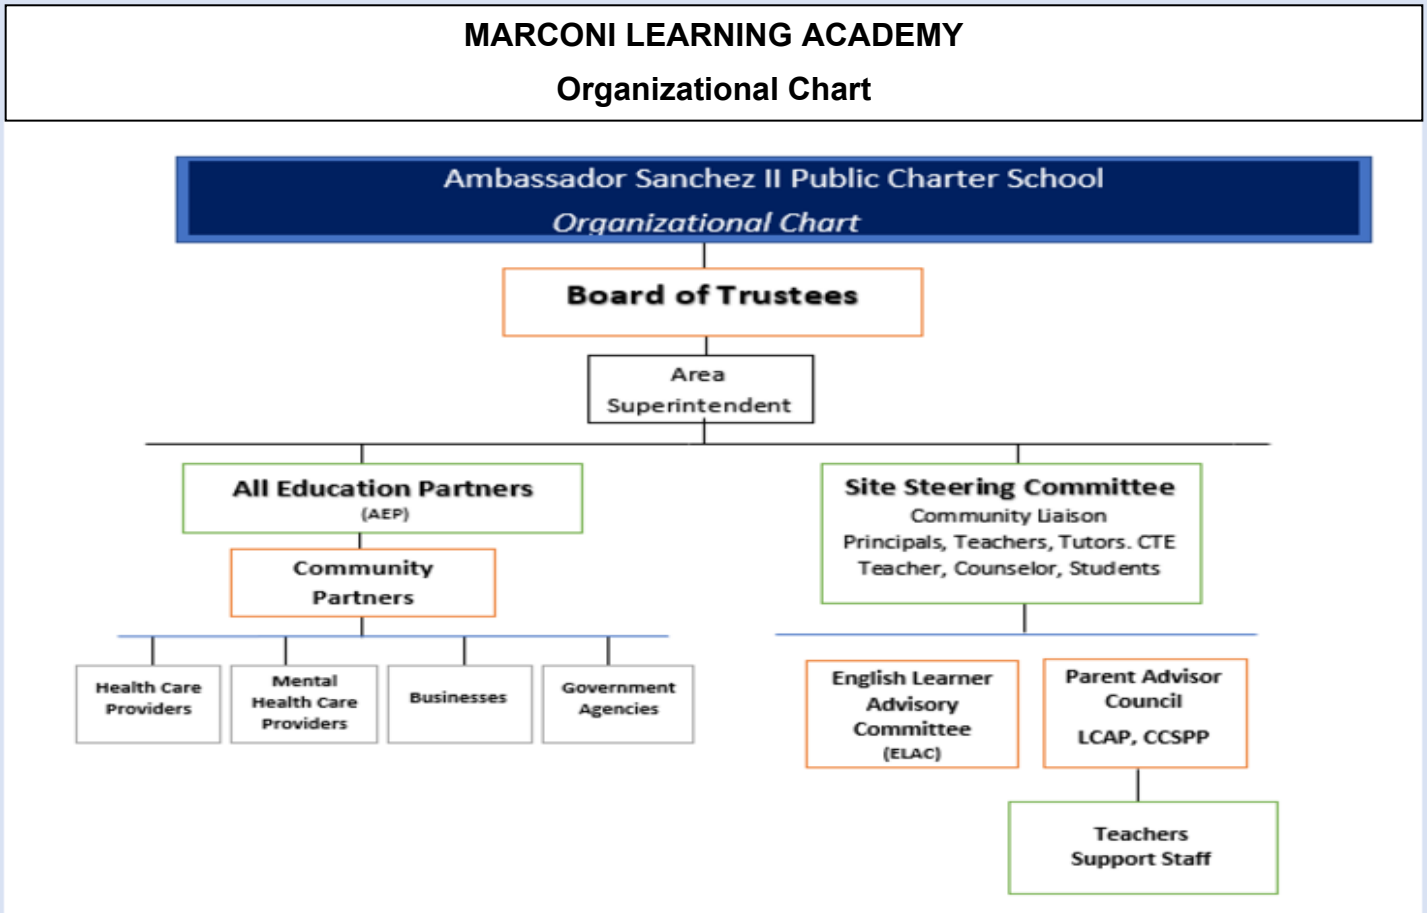 MARCONI LEARNING ACADEMY
Organizational Chart
Ambassador Sanchez II Public Charter School
Organizational Chart
Board of Trustees
Area
Superintendent
All Education Partners
(AEP)
Community
Partners
Health Care
Providers
Mental
Health Care
Providers
Businesses
Government
Agencies
Site Steering Committee
Community Liaison
Principals, Teachers, Tutors. CTE
Teacher, Counselor, Students
English Learner
Advisory
Committee
(ELAC)
Parent Advisor
Council
LCAP, CCSPP
Teachers
Support Staff